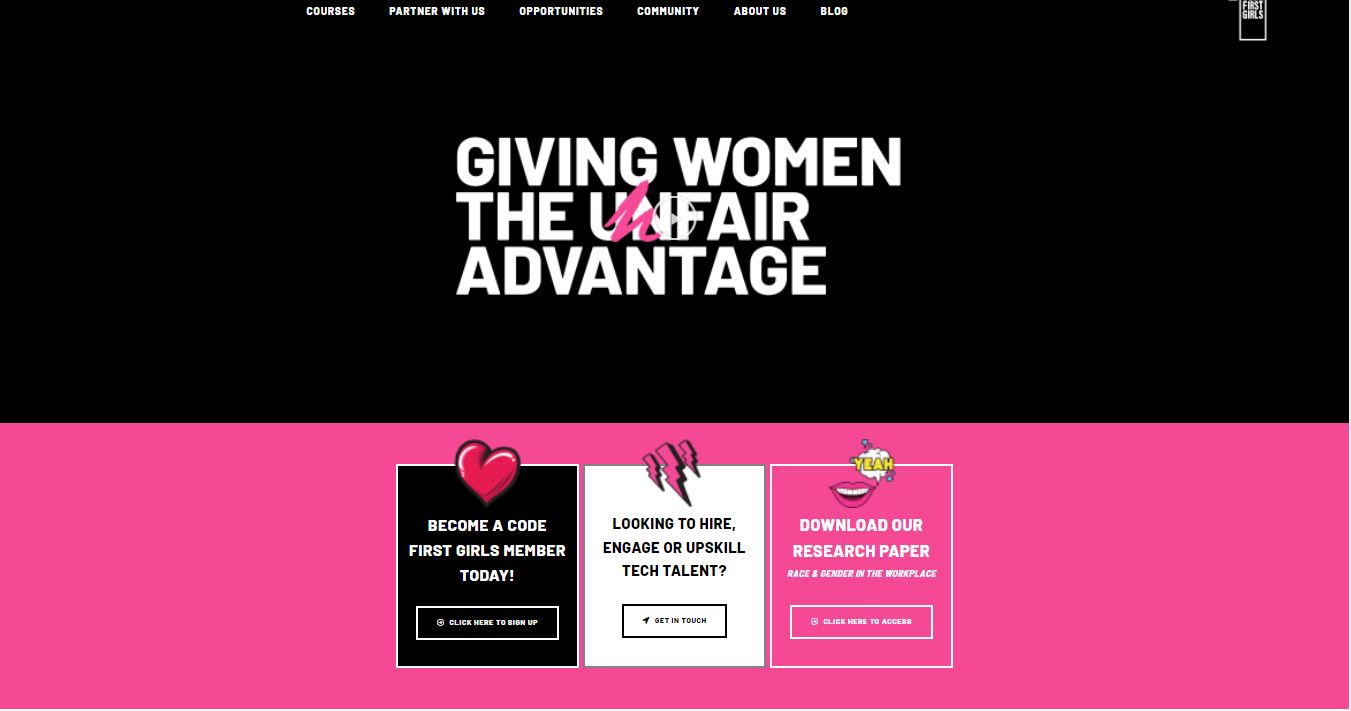 COURSES PARTNER WITH US OPPORTUNITIES COMMUNITY ABOUT US BLOG
FIRST
GIRLS
GIVING WOMEN
THE UNFAIR
ADVANTAGE
BECOME A CODE
FIRST GIRLS MEMBER
TODAY!
CLICK HERE TO SIGN UP
LOOKING TO HIRE,
ENGAGE OR UPSKILL
TECH TALENT?
GET IN TOUCH
YEAH
DOWNLOAD OUR
RESEARCH PAPER
RACE & GENDER IN THE WORKPLACE
CLICK HERE TO ACCESS